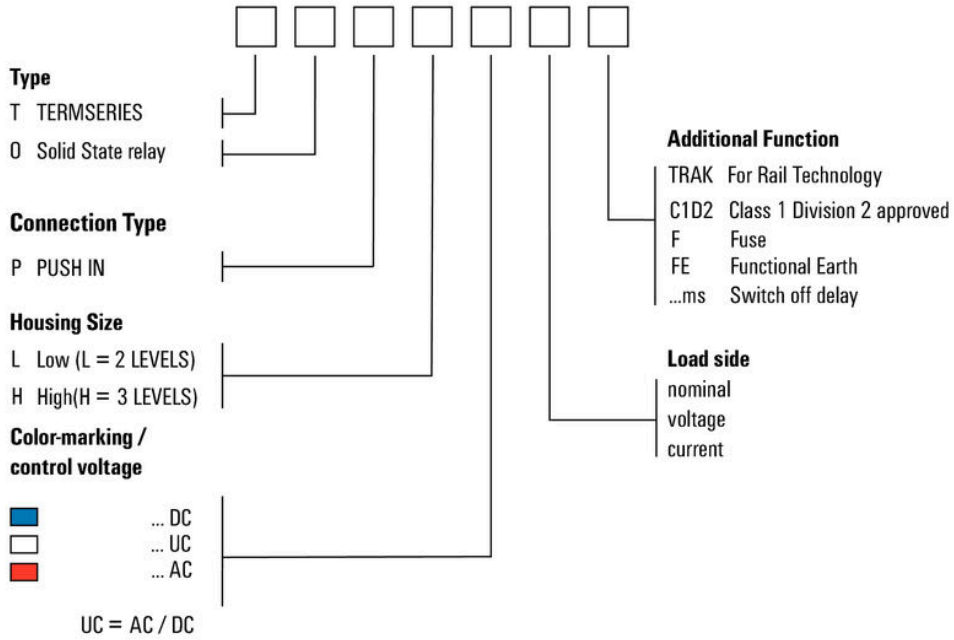 Type
T TERMSERIES
O Solid State relay
Connection Type
P PUSH IN
Housing Size
L Low (L = 2 LEVELS)
H High(H = 3 LEVELS)
Color-marking /
control voltage
... DC
... UC
... AC
UC = AC / DC
Additional Function
TRAK For Rail Technology
C1D2 Class 1 Division 2 approved
F Fuse
FE Functional Earth
...ms Switch off delay
Load side
nominal
voltage
current